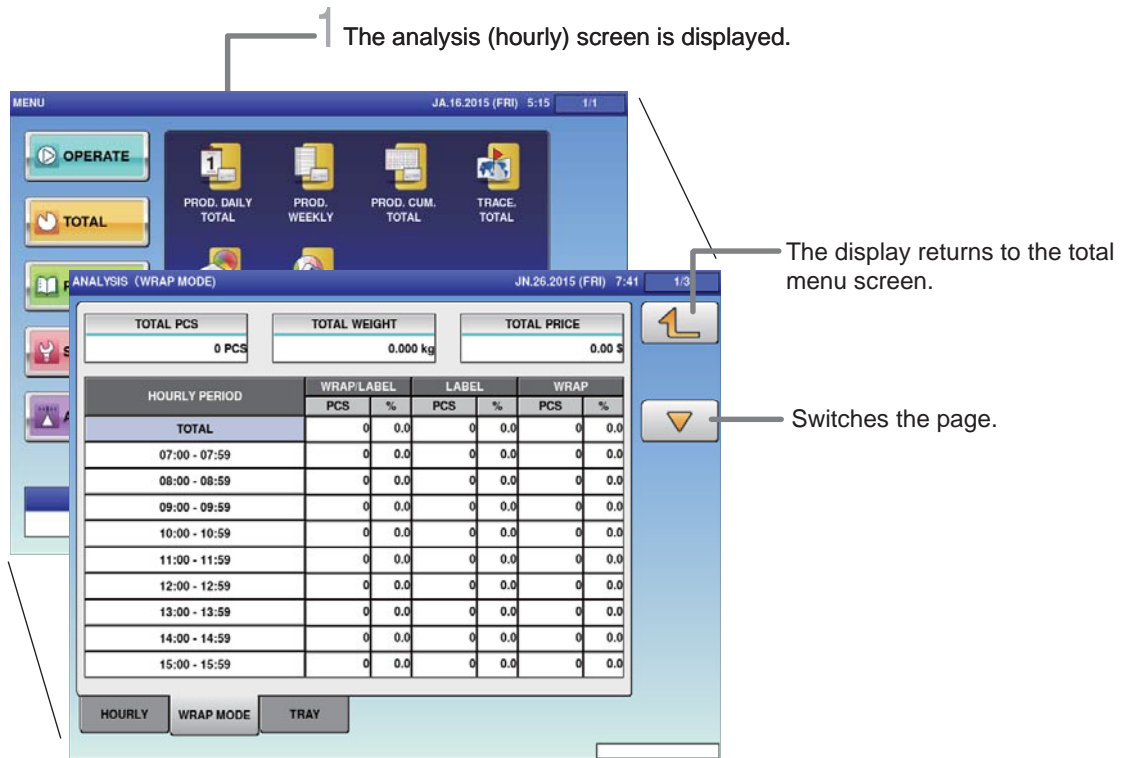 1 The analysis (hourly) screen is displayed.
MENU JA.16.2015 (FRI) 5:15 1/1
OPERATE
TOTAL
PROD. DAILY TOTAL
PROD. WEEKLY
PROD. CUM. TOTAL
TRACE. TOTAL
The display returns to the total
menu screen.
ANALYSIS (WRAP MODE) JN.26.2015 (FRI) 7:41 1/3
TOTAL PCS TOTAL WEIGHT TOTAL PRICE
0 PCS 0.000 kg 0.00 $
HOURLY PERIOD WRAP/LABEL LABEL WRAP
PCS % PCS % PCS %
TOTAL 0 0.0 0 0.0 0 0.0
07:00 - 07:59 0 0.0 0 0.0 0 0.0
08:00 - 08:59 0 0.0 0 0.0 0 0.0
09:00 - 09:59 0 0.0 0 0.0 0 0.0
10:00 - 10:59 0 0.0 0 0.0 0 0.0
11:00 - 11:59 0 0.0 0 0.0 0 0.0
12:00 - 12:59 0 0.0 0 0.0 0 0.0
13:00 - 13:59 0 0.0 0 0.0 0 0.0
14:00 - 14:59 0 0.0 0 0.0 0 0.0
15:00 - 15:59 0 0.0 0 0.0 0 0.0
Switches the page.
HOURLY WRAP MODE TRAY